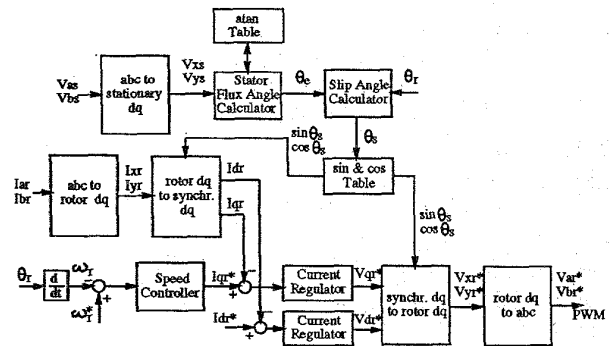 atan
Table
Vas
Vbs
abc to
stationary
dq
Vxs
Vys
Stator
Flux Angle
Calculator
θe
Slip Angle
Calculator
θr
sinθs
cosθs
θs
sin & cos
Table
Iar
Ibr
abc to
rotor dq
Ixr
Iyr
rotor dq
to synchr.
dq
Idr
Iqr
sinθs
cosθs
θr
d
dt
ωr
-
+
ωr*
Speed
Controller
Iqr*
+
-
Current
Regulator
Vqr*
Idr*
+
-
Current
Regulator
Vdr*
synchr. dq
to rotor dq
Vxr*
Vyr*
rotor dq
to abc
Var*
Vbr*
PWM